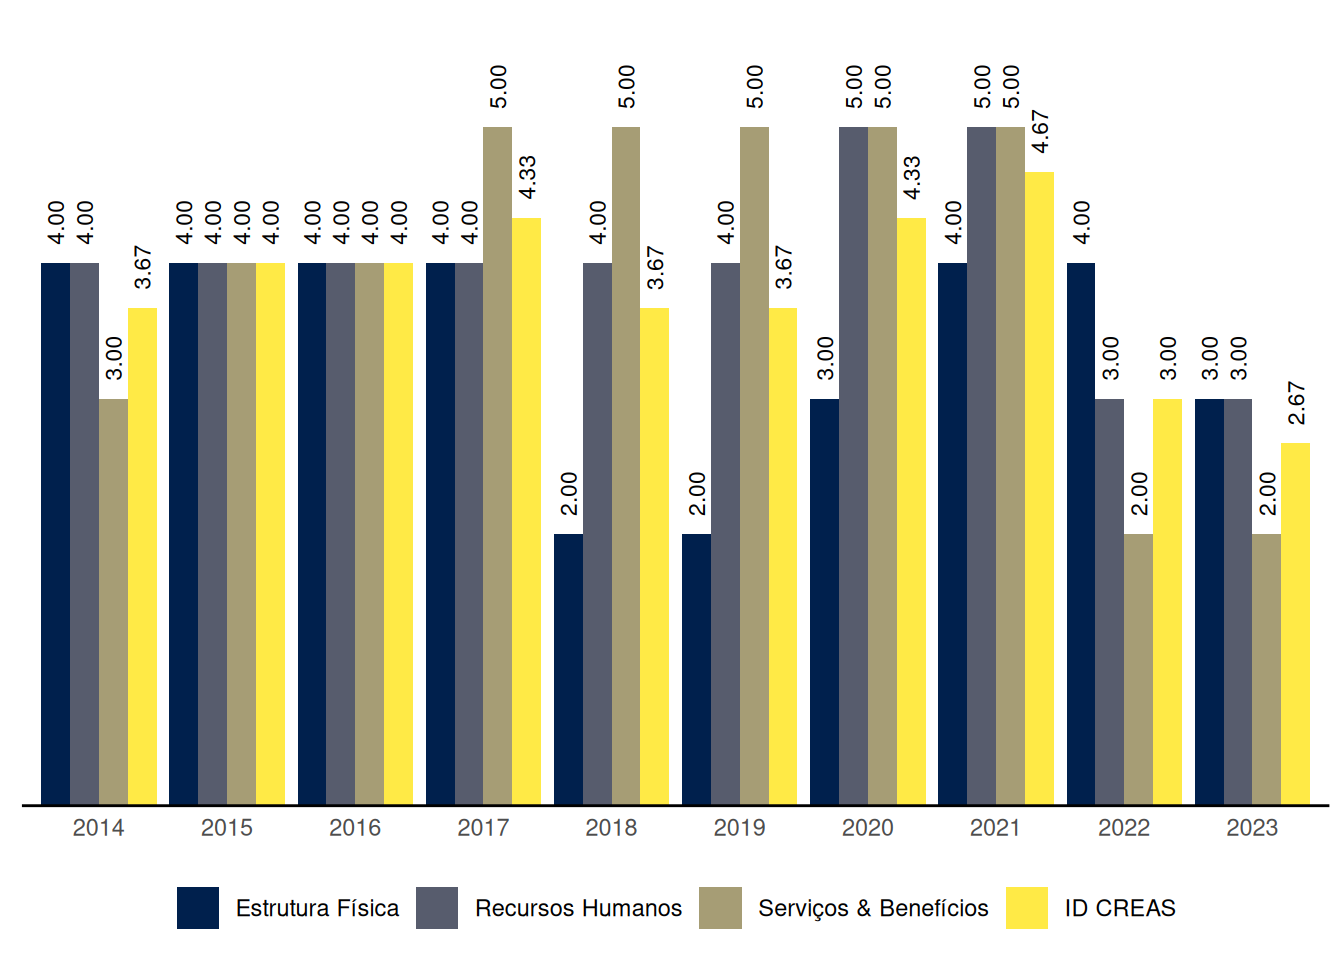 4.00 4.00 3.00 3.67 4.00 4.00 4.00 4.00 4.00 4.00 4.00 4.00 4.00 4.00 5.00 4.33 2.00 4.00 5.00 3.67 2.00 4.00 5.00 3.67 3.00 5.00 5.00 4.33 4.00 5.00 5.00 4.67 4.00 3.00 2.00 3.00 3.00 3.00 2.00 2.67
2014 2015 2016 2017 2018 2019 2020 2021 2022 2023
Estrutura Física Recursos Humanos Serviços & Benefícios ID CREAS